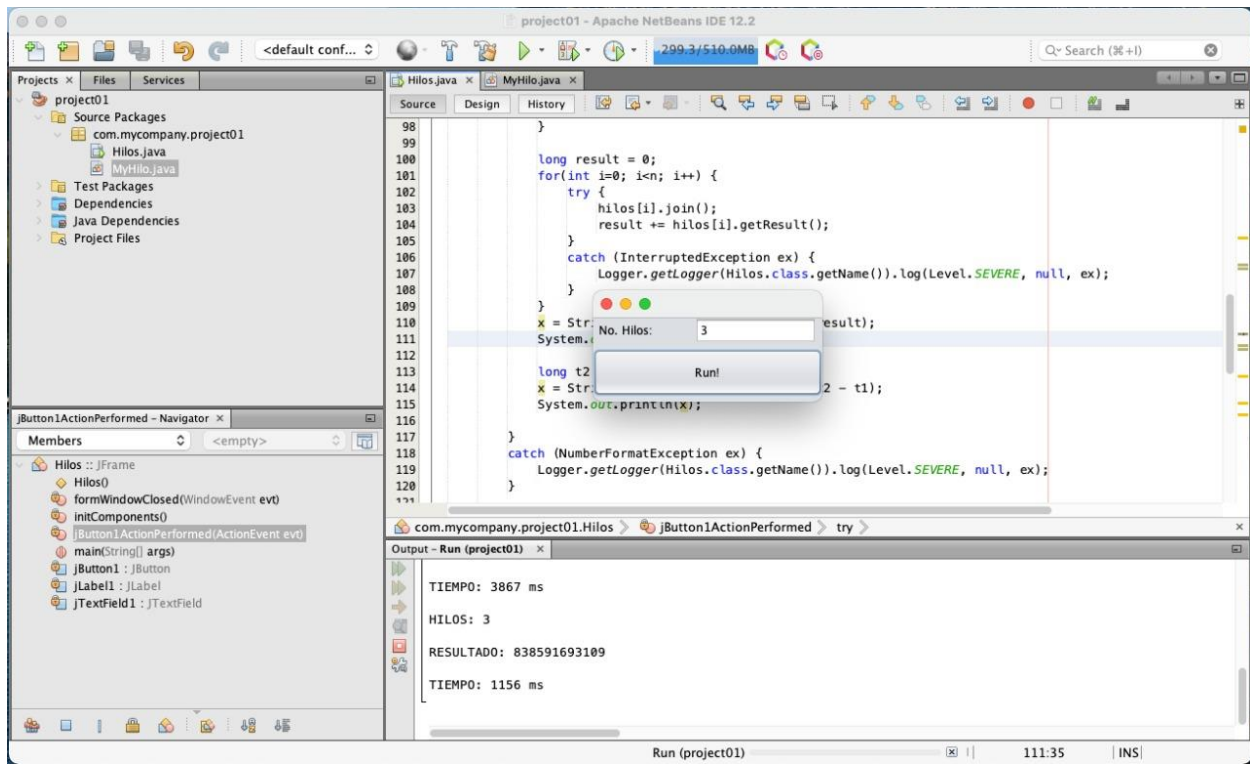 project01 - Apache NetBeans IDE 12.2
<default conf...
299.3/510.0MB
Search (⌘+I)
Projects
Files
Services
project01
Source Packages
com.mycompany.project01
Hilos.java
MyHilo.java
Test Packages
Dependencies
Java Dependencies
Project Files
Hilos.java
MyHilo.java
Source
Design
History
98 }
99
100 long result = 0;
101 for(int i=0; i<n; i++) {
102 try {
103 hilos[i].join();
104 result += hilos[i].getResult();
105 }
106 catch (InterruptedException ex) {
107 Logger.getLogger(Hilos.class.getName()).log(Level.SEVERE, null, ex);
108 }
109 }
110 x = Str esult);
111 System.
112
113 long t2
114 x = Str 2 - t1);
115 System.out.println(x);
116
117 }
118 catch (NumberFormatException ex) {
119 Logger.getLogger(Hilos.class.getName()).log(Level.SEVERE, null, ex);
120 }
121
No. Hilos: 3
Run!
jButton1ActionPerformed - Navigator
Members
<empty>
Hilos :: JFrame
Hilos()
formWindowClosed(WindowEvent evt)
initComponents()
jButton1ActionPerformed(ActionEvent evt)
main(String[] args)
jButton1 : JButton
jLabel1 : JLabel
jTextField1 : JTextField
com.mycompany.project01.Hilos
jButton1ActionPerformed
try
Output - Run (project01)
TIEMPO: 3867 ms
HILOS: 3
RESULTADO: 838591693109
TIEMPO: 1156 ms
Run (project01)
111:35
INS